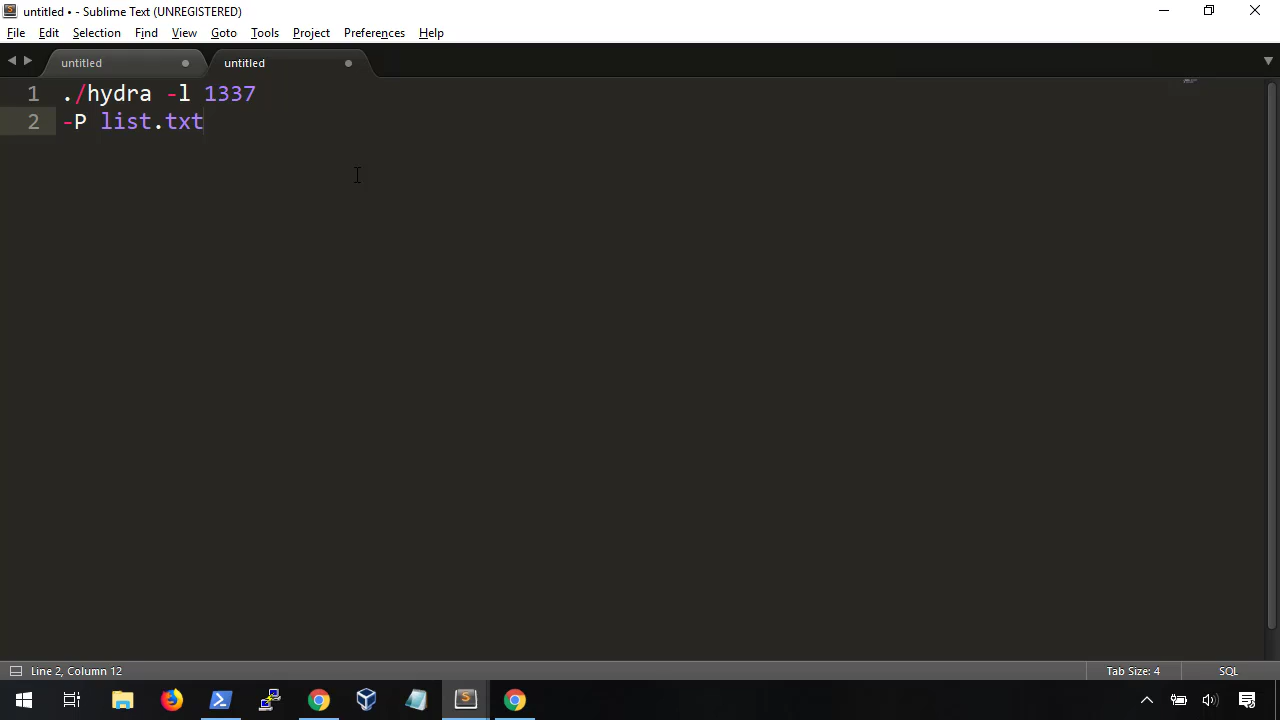 untitled • - Sublime Text (UNREGISTERED)
File Edit Selection Find View Goto Tools Project Preferences Help
untitled untitled
1 ./hydra -l 1337
2 -P list.txt
Line 2, Column 12 Tab Size: 4 SQL